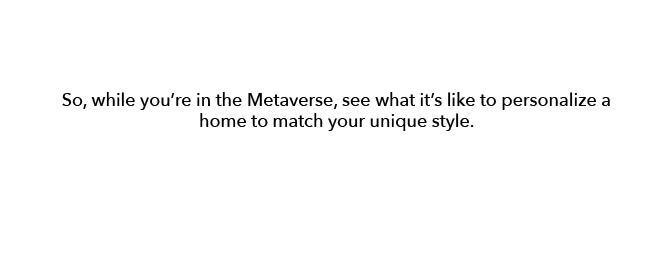 So, while you’re in the Metaverse, see what it’s like to personalize a
home to match your unique style.